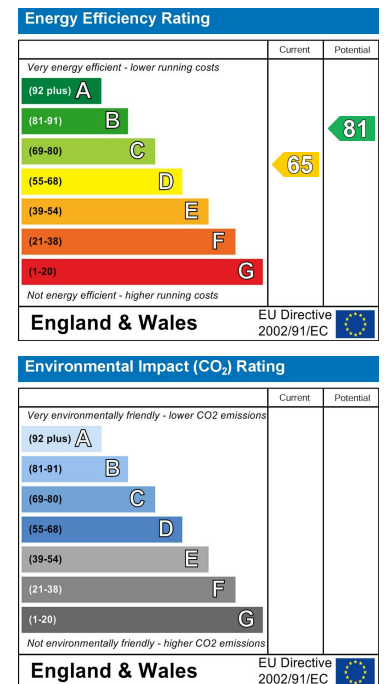 Energy Efficiency Rating
Current Potential
Very energy efficient - lower running costs
(92 plus) A
(81-91) B
81
(69-80) C
65
(55-68) D
(39-54) E
(21-38) F
(1-20) G
Not energy efficient - higher running costs
England & Wales
EU Directive
2002/91/EC
Environmental Impact (CO₂) Rating
Current Potential
Very environmentally friendly - lower CO2 emissions
(92 plus) A
(81-91) B
(69-80) C
(55-68) D
(39-54) E
(21-38) F
(1-20) G
Not environmentally friendly - higher CO2 emissions
England & Wales
EU Directive
2002/91/EC